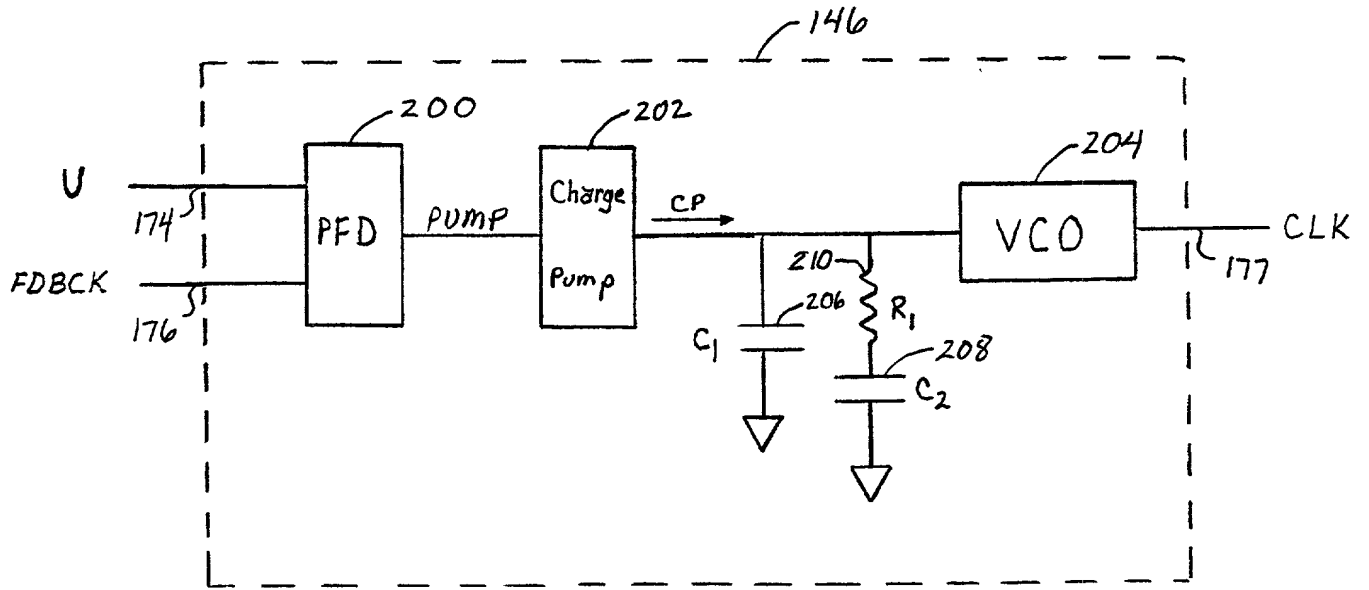 146
200
202
204
U
174
PFD
PUMP
Charge
Pump
CP
VCO
CLK
177
FDBCK
176
210
206
R1
C1
208
C2